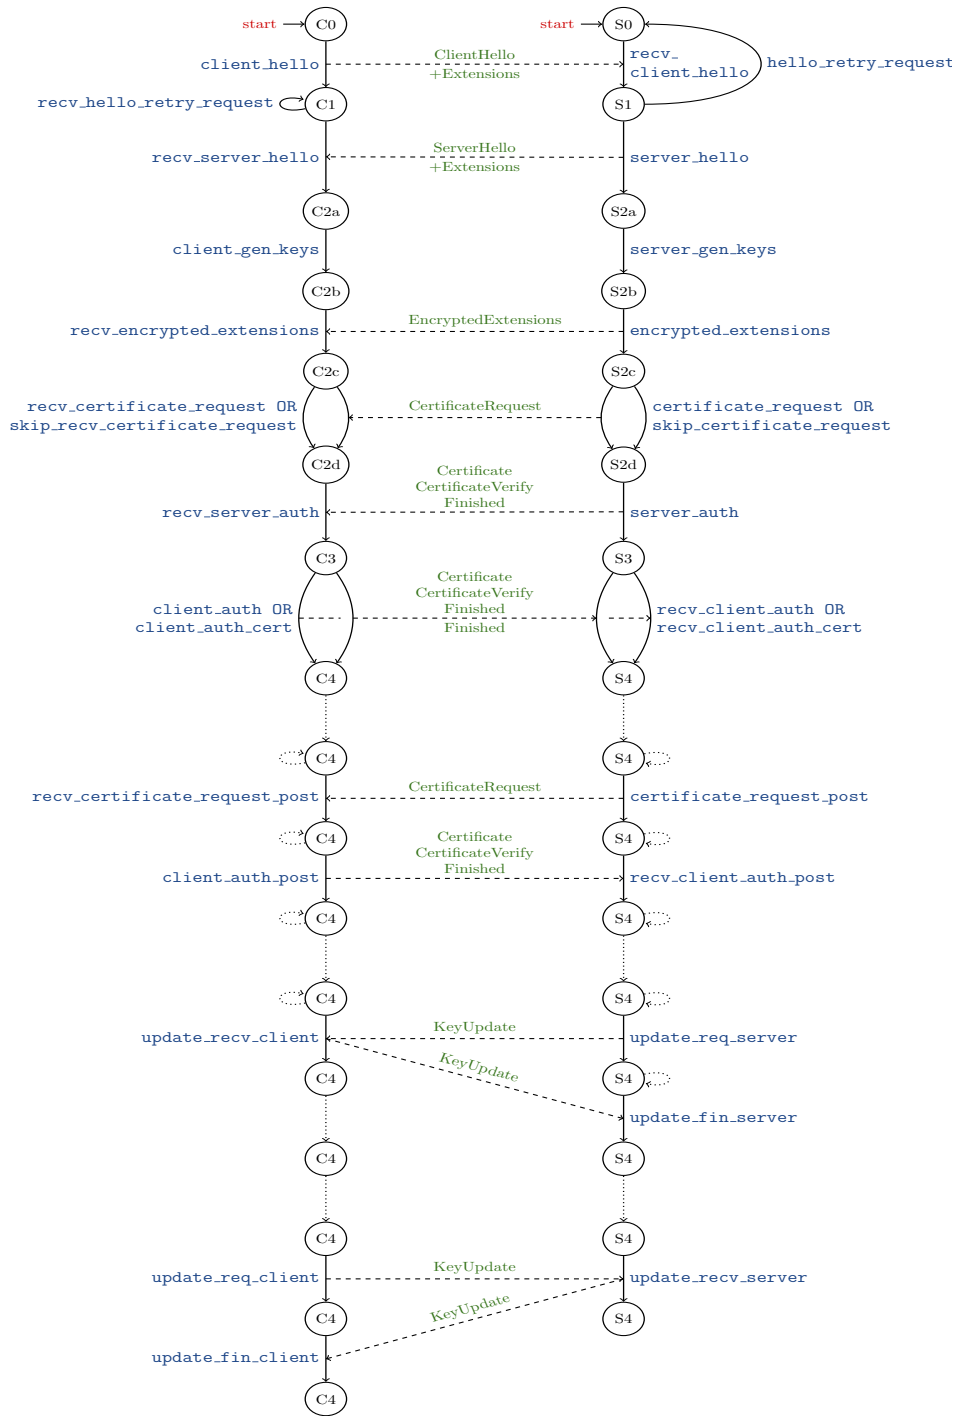 start C0 start S0
client_hello ClientHello recv_
+Extensions client_hello hello_retry_request
recv_hello_retry_request C1 S1
recv_server_hello ServerHello server_hello
+Extensions
C2a S2a
client_gen_keys server_gen_keys
C2b S2b
recv_encrypted_extensions EncryptedExtensions encrypted_extensions
C2c S2c
recv_certificate_request OR CertificateRequest certificate_request OR
skip_recv_certificate_request skip_certificate_request
C2d S2d
Certificate
CertificateVerify
Finished
recv_server_auth server_auth
C3 S3
Certificate
CertificateVerify
client_auth OR Finished recv_client_auth OR
client_auth_cert Finished recv_client_auth_cert
C4 S4
C4 S4
recv_certificate_request_post CertificateRequest certificate_request_post
C4 S4
Certificate
CertificateVerify
Finished
client_auth_post recv_client_auth_post
C4 S4
C4 S4
update_recv_client KeyUpdate update_req_server
KeyUpdate
C4 S4
update_fin_server
C4 S4
C4 S4
update_req_client KeyUpdate update_recv_server
KeyUpdate
C4 S4
update_fin_client
C4